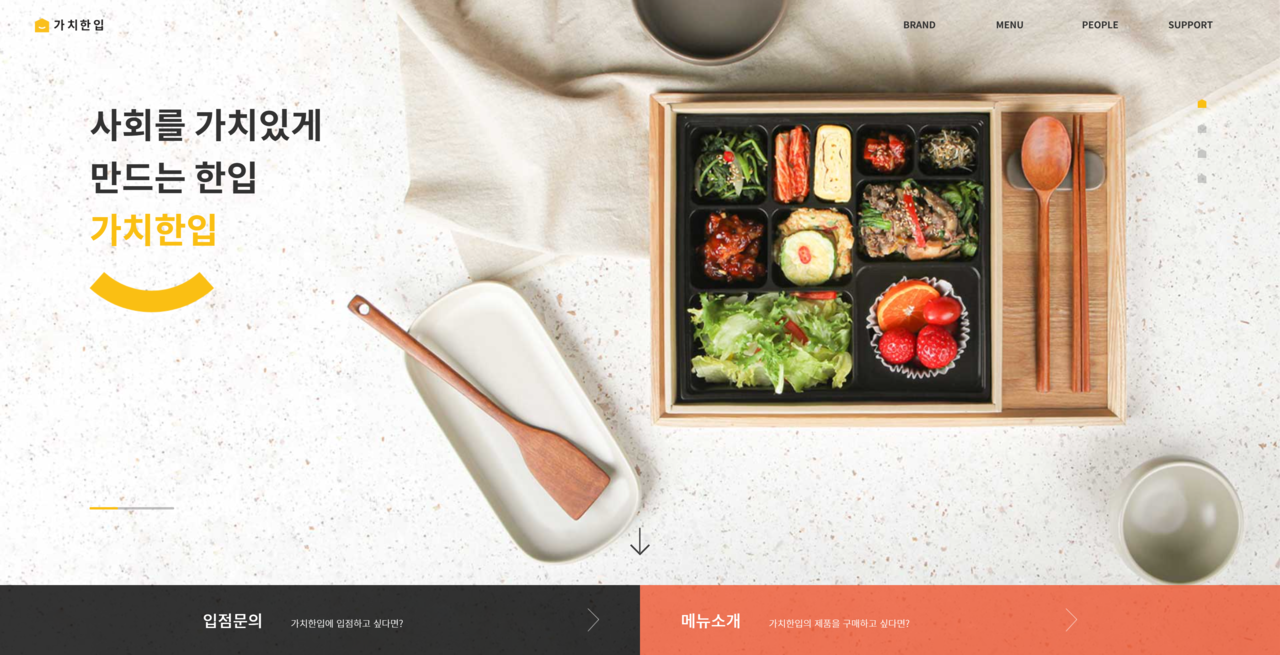 가치한입
BRAND
MENU
PEOPLE
SUPPORT
사회를 가치있게
만드는 한입
가치한입
입점문의
가치한입에 입점하고 싶다면?
메뉴소개
가치한입의 제품을 구매하고 싶다면?